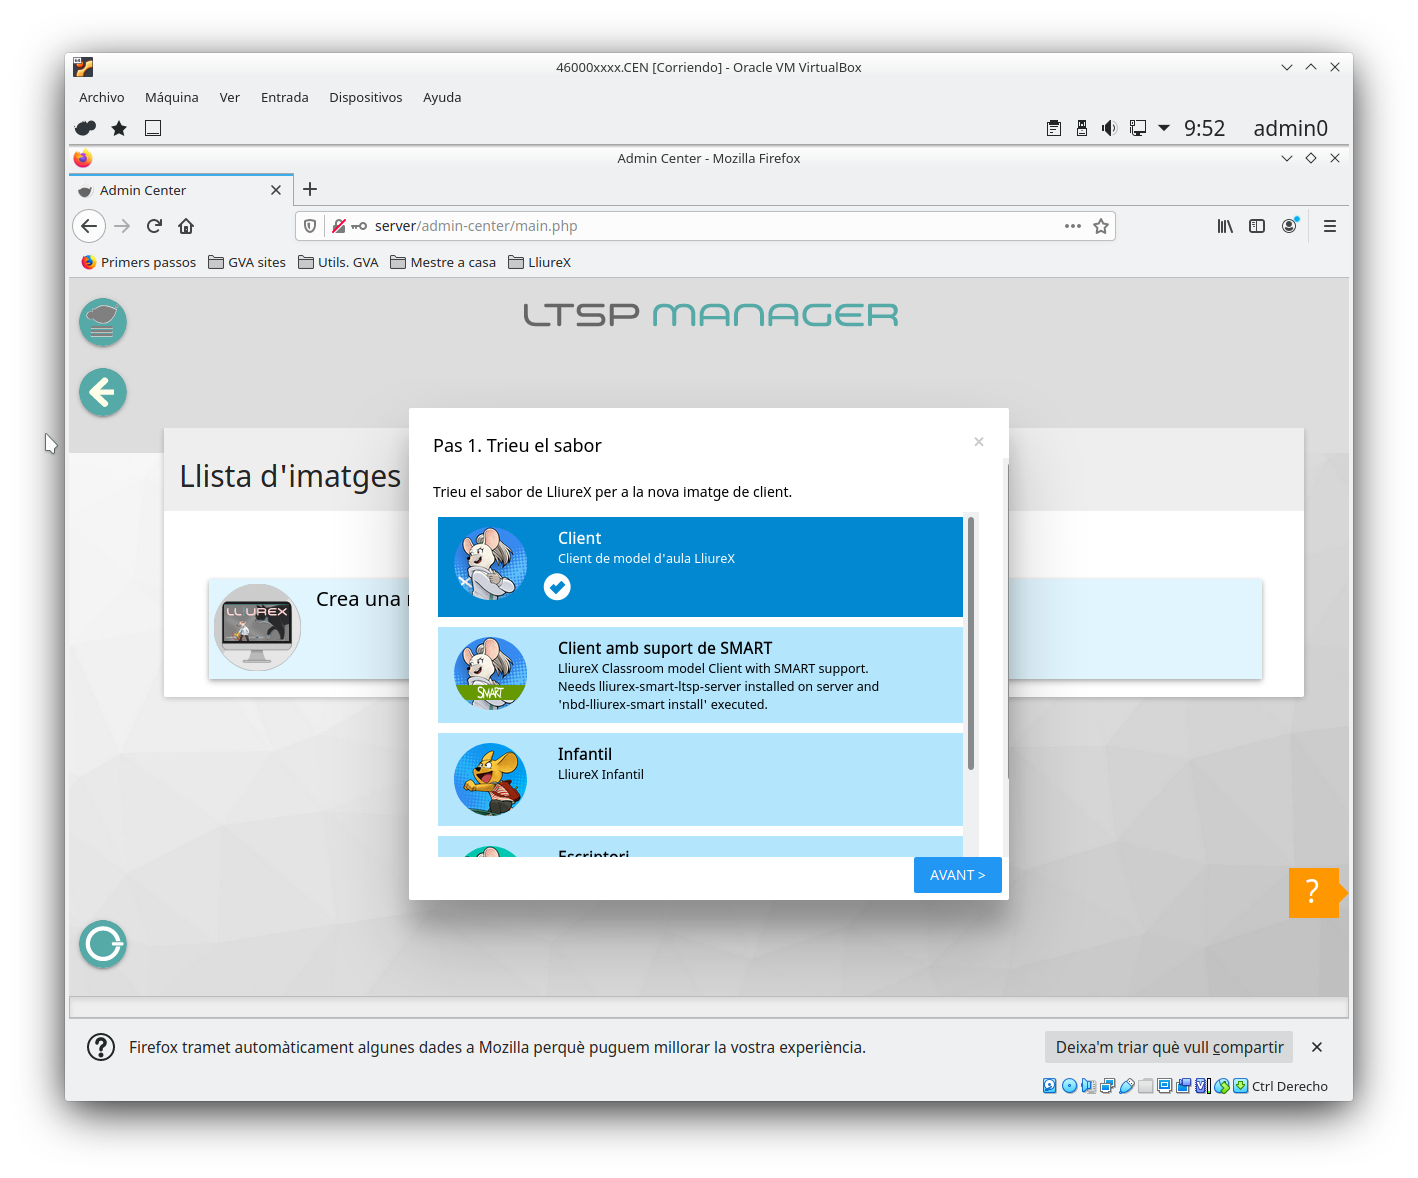 46000xxxx.CEN [Corriendo] - Oracle VM VirtualBox
Archivo Máquina Ver Entrada Dispositivos Ayuda
9:52 admin0
Admin Center - Mozilla Firefox
Admin Center
server/admin-center/main.php
Primers passos GVA sites Utils. GVA Mestre a casa LliureX
LTSP MANAGER
Llista d'imatges
Crea una
LLIUREX
Pas 1. Trieu el sabor
Trieu el sabor de LliureX per a la nova imatge de client.
Client
Client de model d'aula LliureX
Client amb suport de SMART
LliureX Classroom model Client with SMART support.
Needs lliurex-smart-ltsp-server installed on server and
'nbd-lliurex-smart install' executed.
SMART
Infantil
LliureX Infantil
Escriptori
AVANT >
?
Firefox tramet automàticament algunes dades a Mozilla perquè puguem millorar la vostra experiència.
Deixa'm triar què vull compartir
Ctrl Derecho